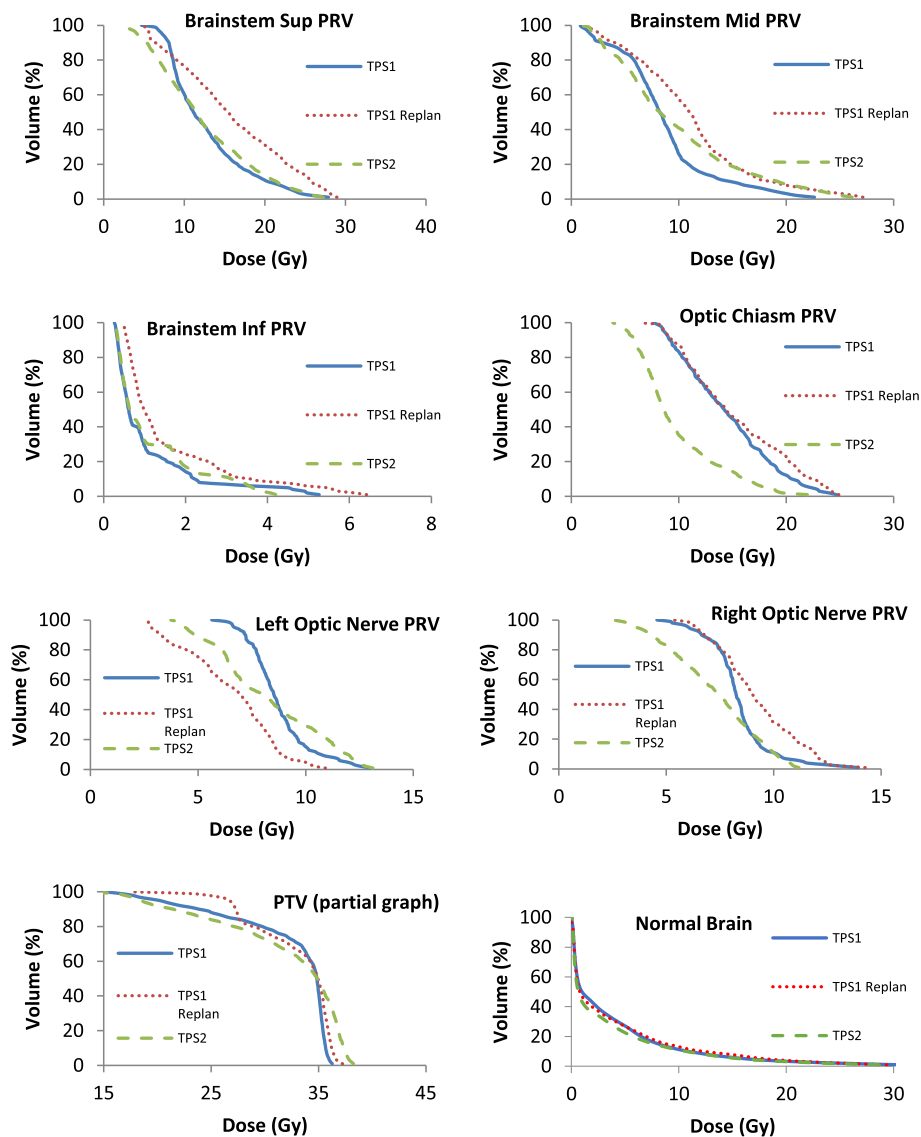 Brainstem Sup PRV
Volume (%)
100
80
60
40
20
0
0 10 20 30 40
Dose (Gy)
TPS1
TPS1 Replan
TPS2
Brainstem Mid PRV
Volume (%)
100
80
60
40
20
0
0 10 20 30
Dose (Gy)
TPS1
TPS1 Replan
TPS2
Brainstem Inf PRV
Volume (%)
100
80
60
40
20
0
0 2 4 6 8
Dose (Gy)
TPS1
TPS1 Replan
TPS2
Optic Chiasm PRV
Volume (%)
100
80
60
40
20
0
0 10 20 30
Dose (Gy)
TPS1
TPS1 Replan
TPS2
Left Optic Nerve PRV
Volume (%)
100
80
60
40
20
0
0 5 10 15
Dose (Gy)
TPS1
TPS1
Replan
TPS2
Right Optic Nerve PRV
Volume (%)
100
80
60
40
20
0
0 5 10 15
Dose (Gy)
TPS1
TPS1
Replan
TPS2
PTV (partial graph)
Volume (%)
100
80
60
40
20
0
15 25 35 45
Dose (Gy)
TPS1
TPS1
Replan
TPS2
Normal Brain
Volume (%)
100
80
60
40
20
0
0 10 20 30
Dose (Gy)
TPS1
TPS1 Replan
TPS2